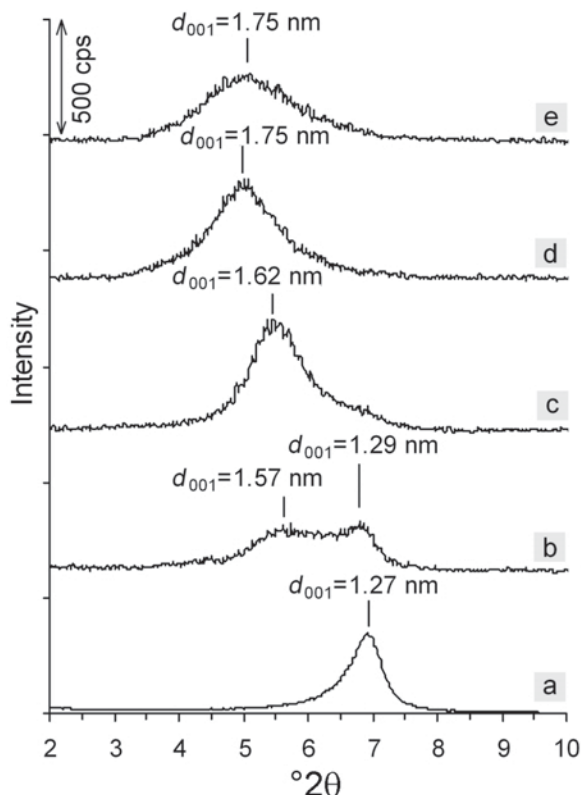 d001=1.75 nm
500 cps
e
d001=1.75 nm
d
d001=1.62 nm
Intensity
c
d001=1.29 nm
d001=1.57 nm
b
d001=1.27 nm
a
2 3 4 5 6 7 8 9 10
°2θ